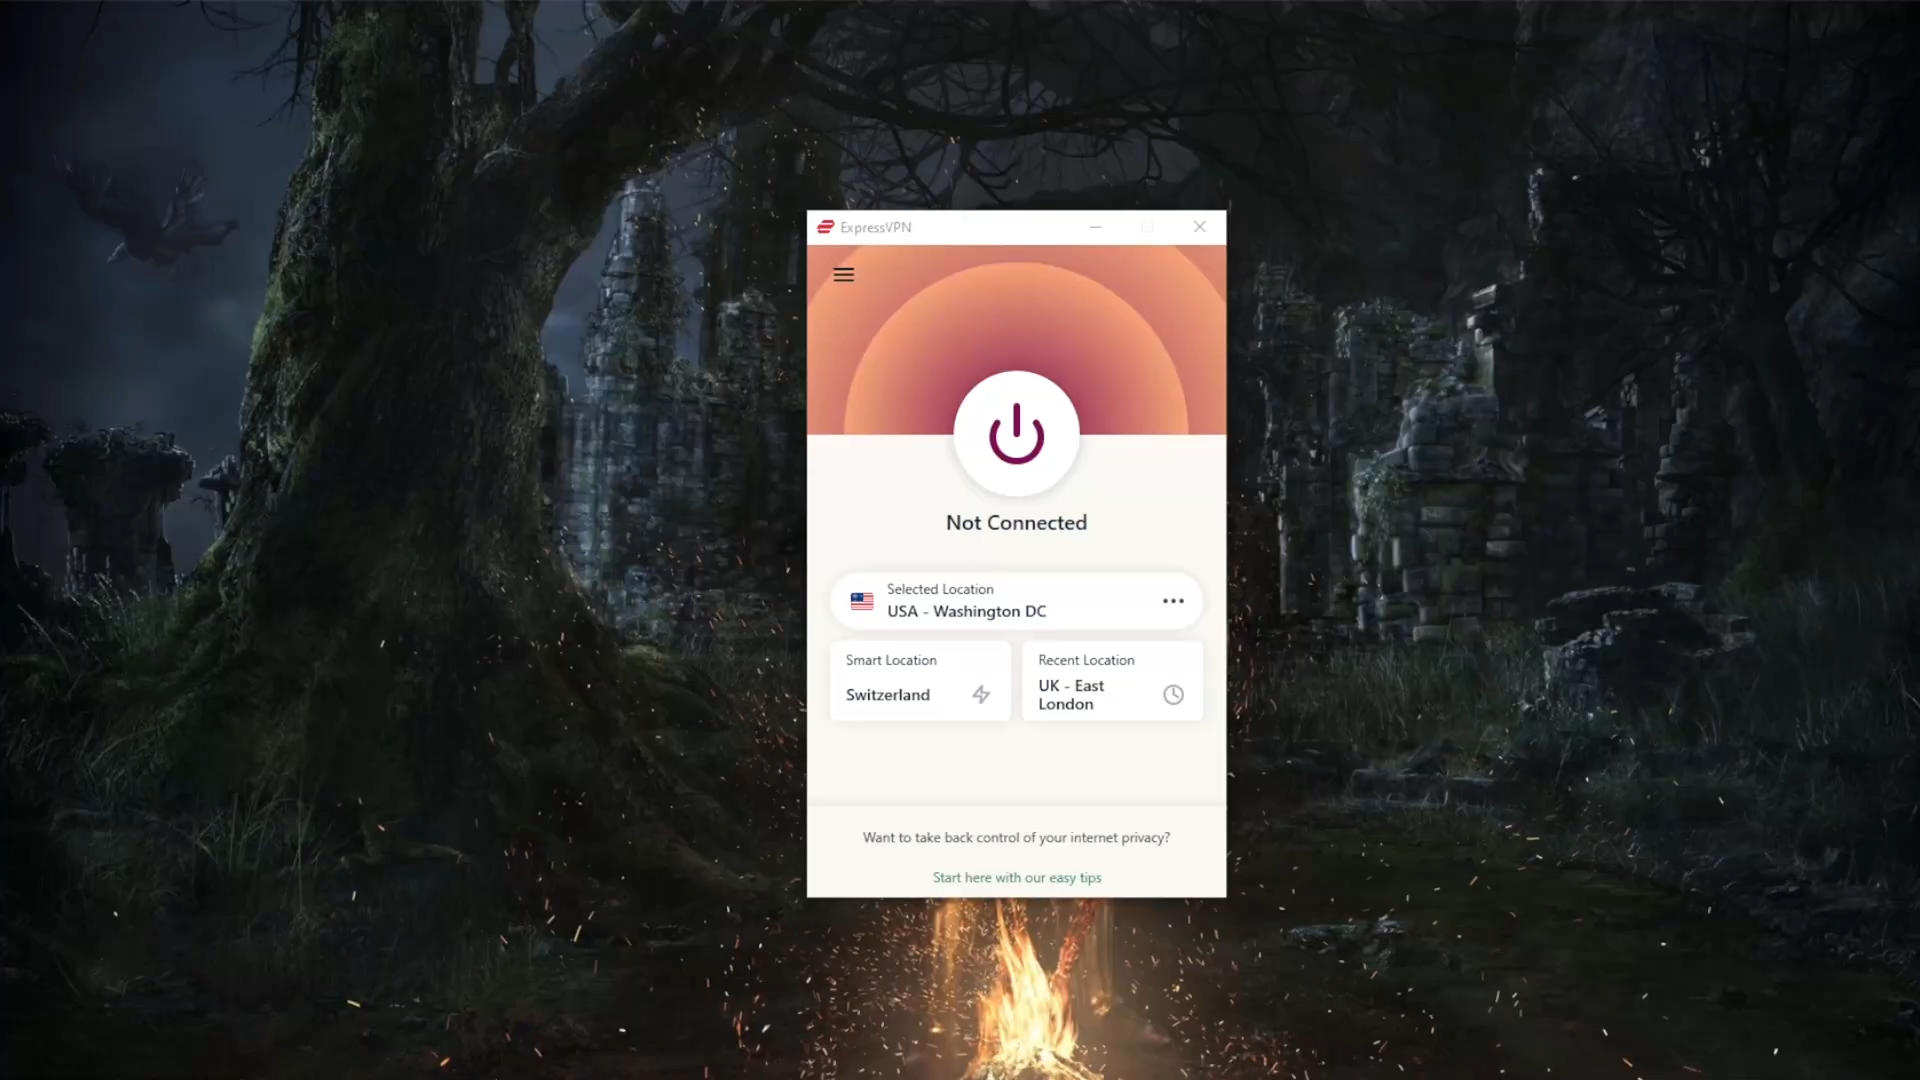 ExpressVPN
Not Connected
Selected Location
USA - Washington DC
Smart Location
Switzerland
Recent Location
UK - East
London
Want to take back control of your internet privacy?
Start here with our easy tips